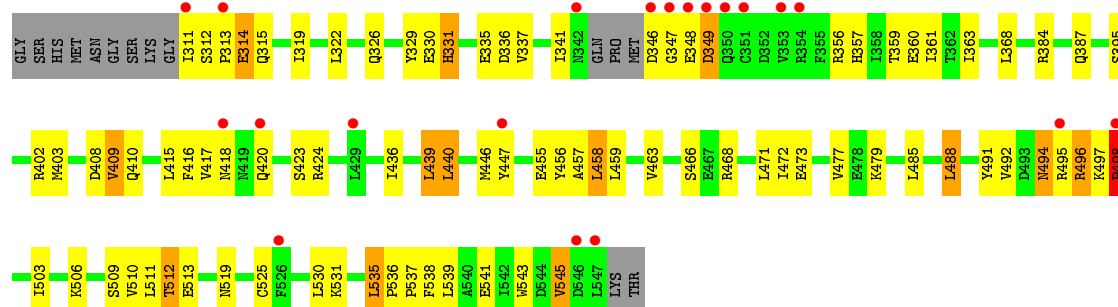 GLY SER HIS MET ASN GLY SER LYS GLY I311 S312 P313 E314 Q315 I319 L322 Q326 Y329 E330 H331 E335 D336 V337 I341 N342 GLN PRO MET D346 G347 E348 D349 Q350 C351 D352 V353 R354 F355 R356 H357 I358 T359 E360 I361 T362 I363 L368 R384 Q387 S395
R402 M403 D408 V409 Q410 L415 F416 V417 N418 N419 Q420 S423 R424 L429 I436 L439 L440 M446 Y447 E455 Y456 A457 L458 L459 V463 S466 E467 R468 L471 I472 E473 V477 E478 K479 L485 L488 Y491 V492 D493 N494 R495 R496 K497
I503 K506 S509 V510 L511 T512 E513 N519 C525 F526 L530 K531 L535 P536 P537 F538 L539 A540 E541 I542 W543 D544 V545 D546 L547 LYS THR